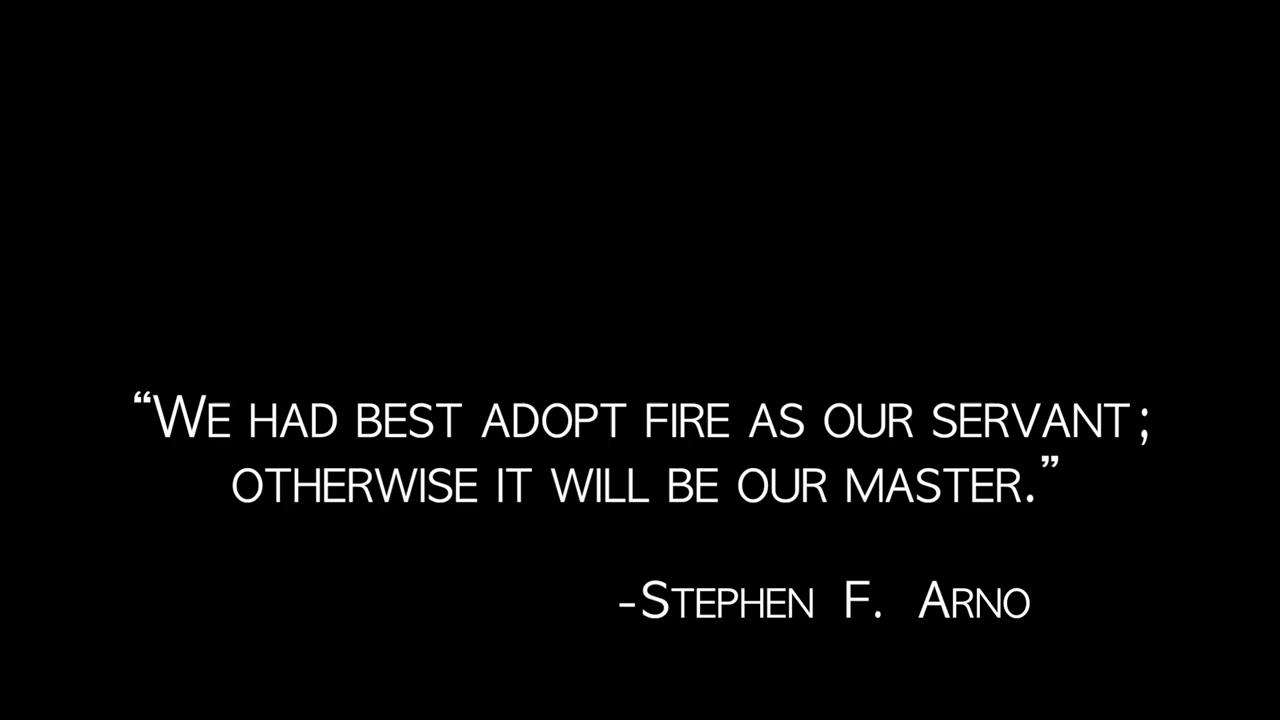 “We had best adopt fire as our servant;
otherwise it will be our master.”
-Stephen F. Arno